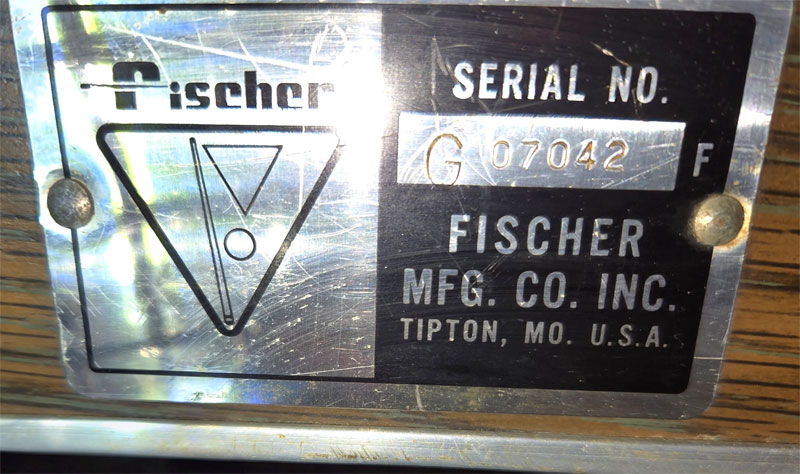 Fischer
SERIAL NO.
G 07042 F
FISCHER
MFG. CO. INC.
TIPTON, MO. U.S.A.